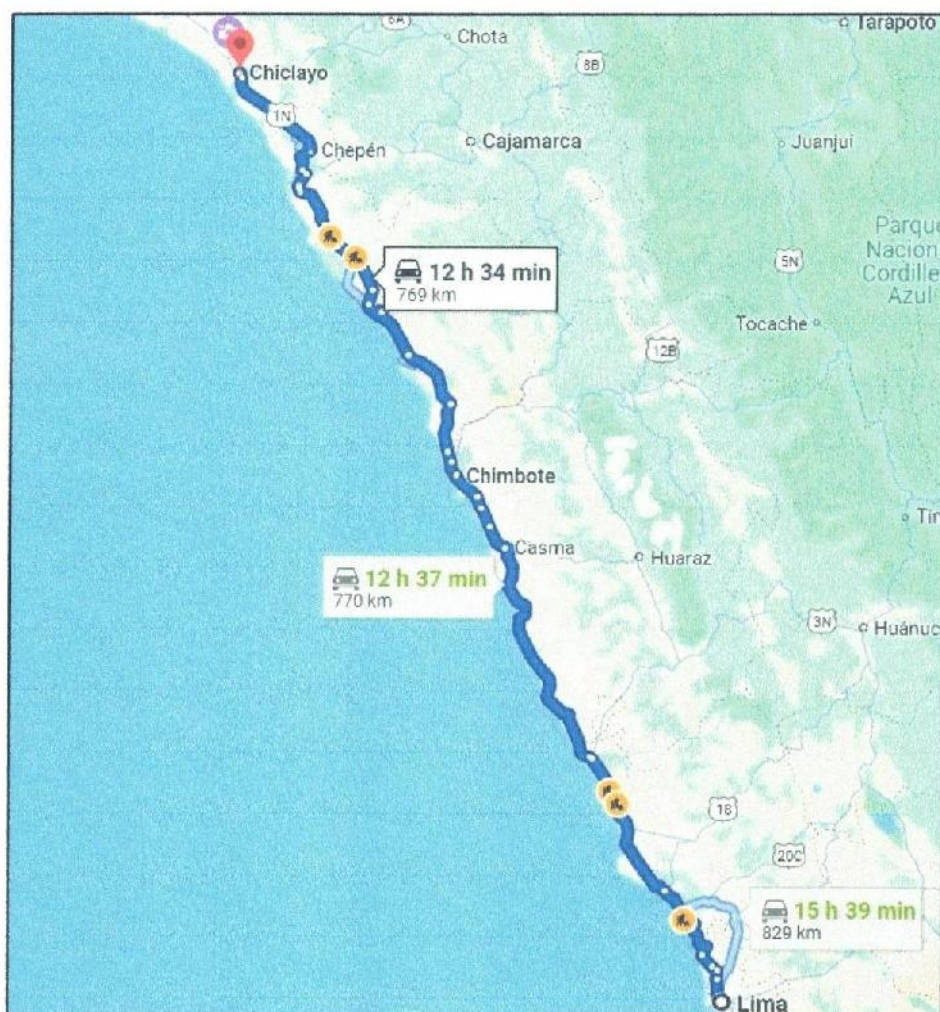 6A
Tarapoto
Chota
Chiclayo
8B
1N
Chepén
Cajamarca
Juanjuí
Parque
Nacion
Cordille
Azul
12 h 34 min
769 km
5N
Tocache
12B
Chimbote
Tin
Casma
Huaraz
12 h 37 min
770 km
3N
Huánuc
18
20C
15 h 39 min
829 km
Lima